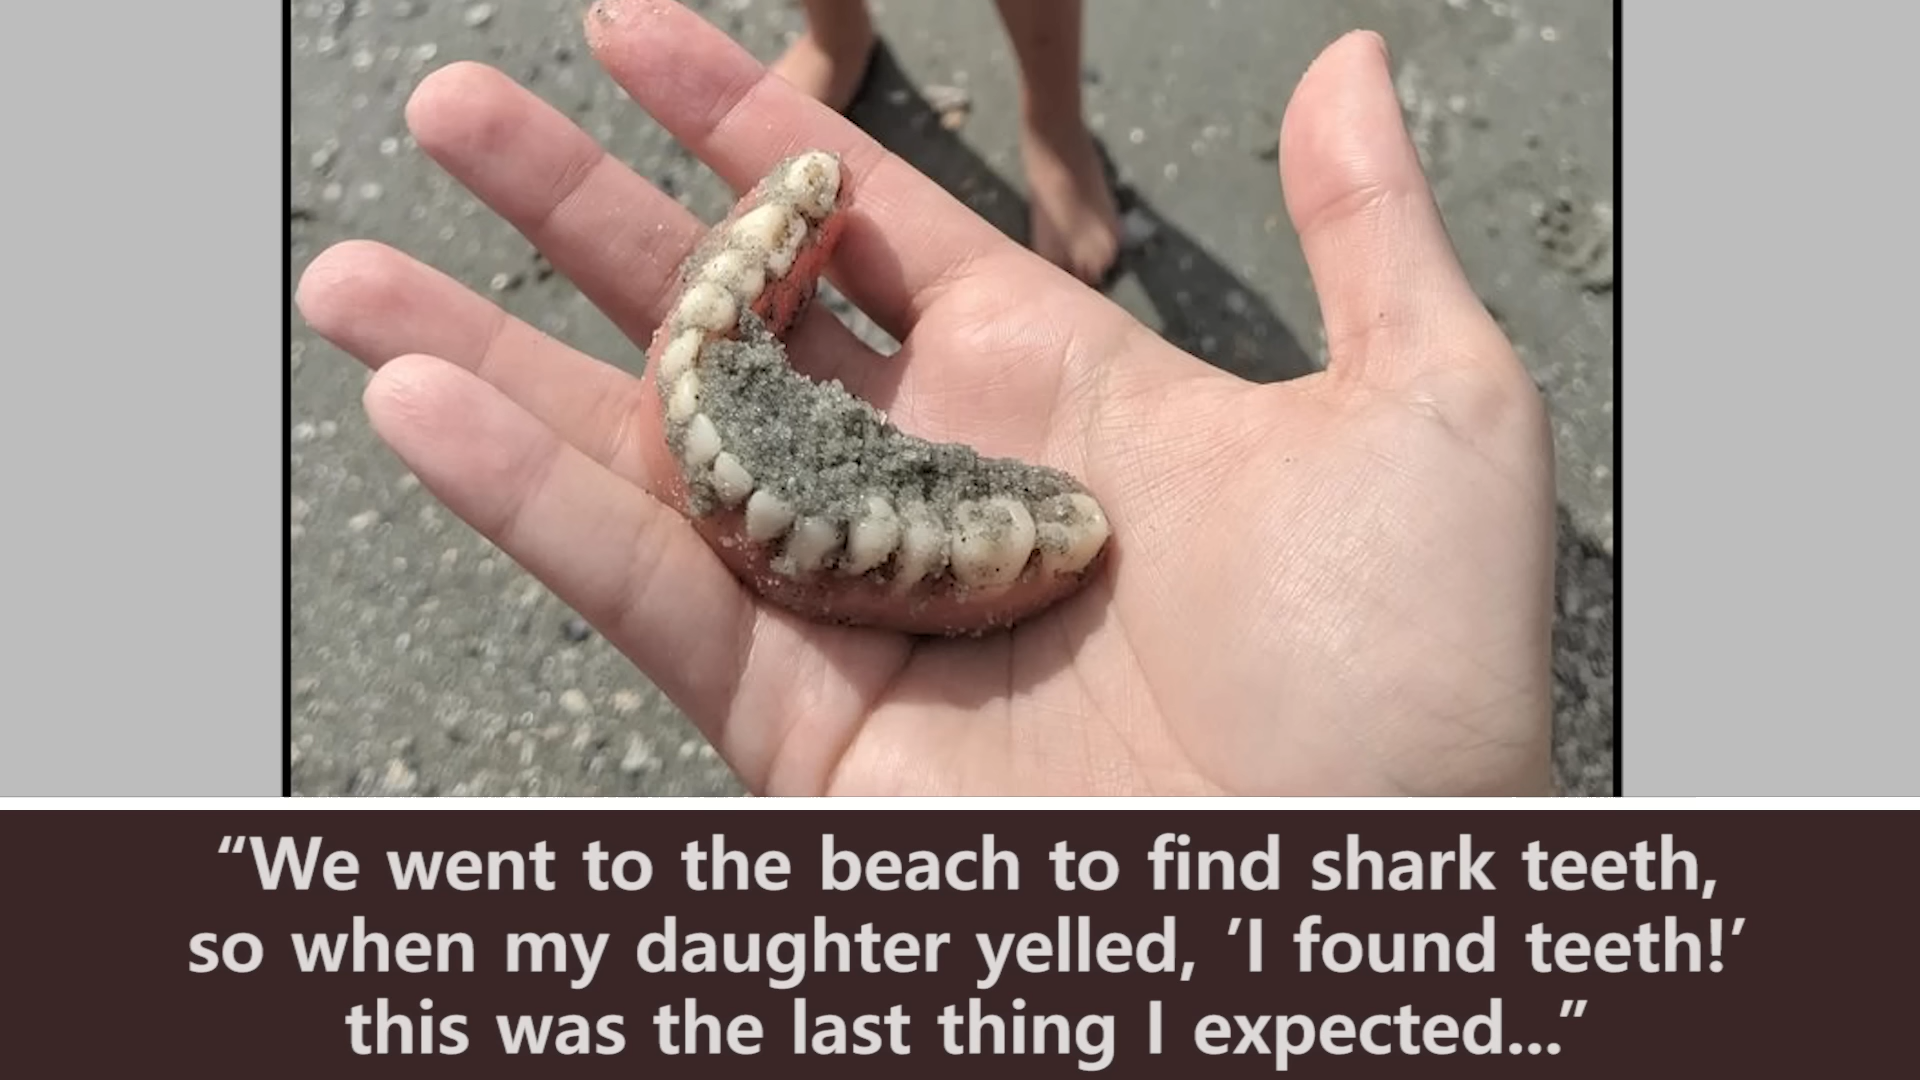 “We went to the beach to find shark teeth,
so when my daughter yelled, ’I found teeth!’
this was the last thing I expected...”